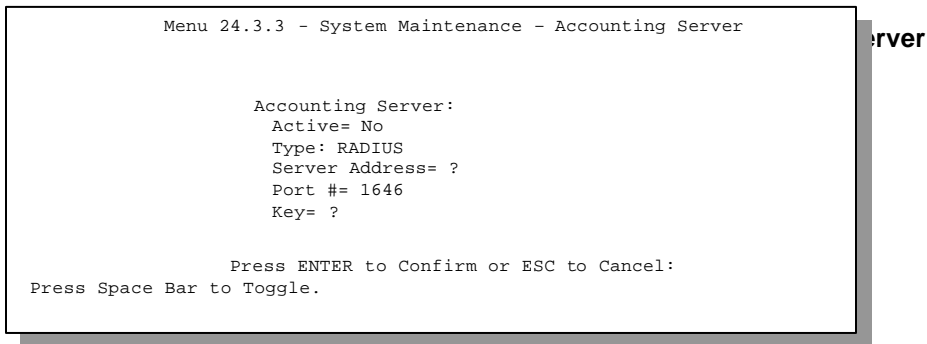 Menu 24.3.3 - System Maintenance – Accounting Server
Accounting Server:
Active= No
Type: RADIUS
Server Address= ?
Port #= 1646
Key= ?
Press ENTER to Confirm or ESC to Cancel:
Press Space Bar to Toggle.